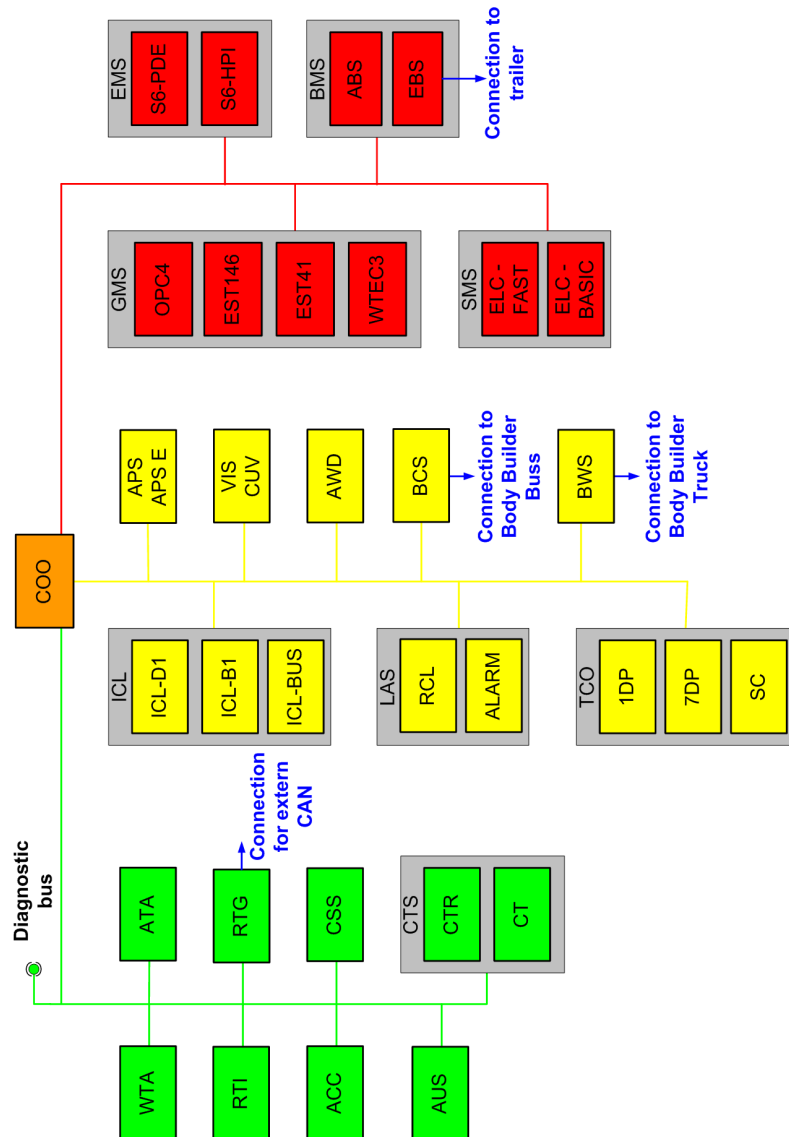 Diagnostic
bus
COO
WTA
RTI
ACC
AUS
ATA
RTG
CSS
Connection
for extern
CAN
CTS
CTR
CT
ICL
ICL-D1
ICL-B1
ICL-BUS
LAS
RCL
ALARM
TCO
1DP
7DP
SC
APS
APS E
VIS
CUV
AWD
BCS
Connection to
Body Builder
Buss
BWS
Connection to
Body Builder
Truck
GMS
OPC4
EST146
EST41
WTEC3
SMS
ELC -
FAST
ELC -
BASIC
EMS
S6-PDE
S6-HPI
BMS
ABS
EBS
Connection to
trailer